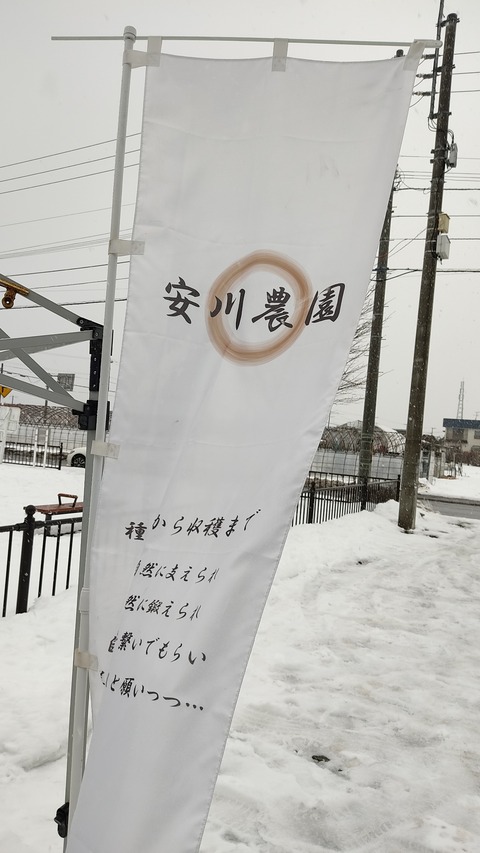 安川農園
種から収穫まで
然に支えられ
然に鍛えられ
繋いでもらい
と願いつつ…